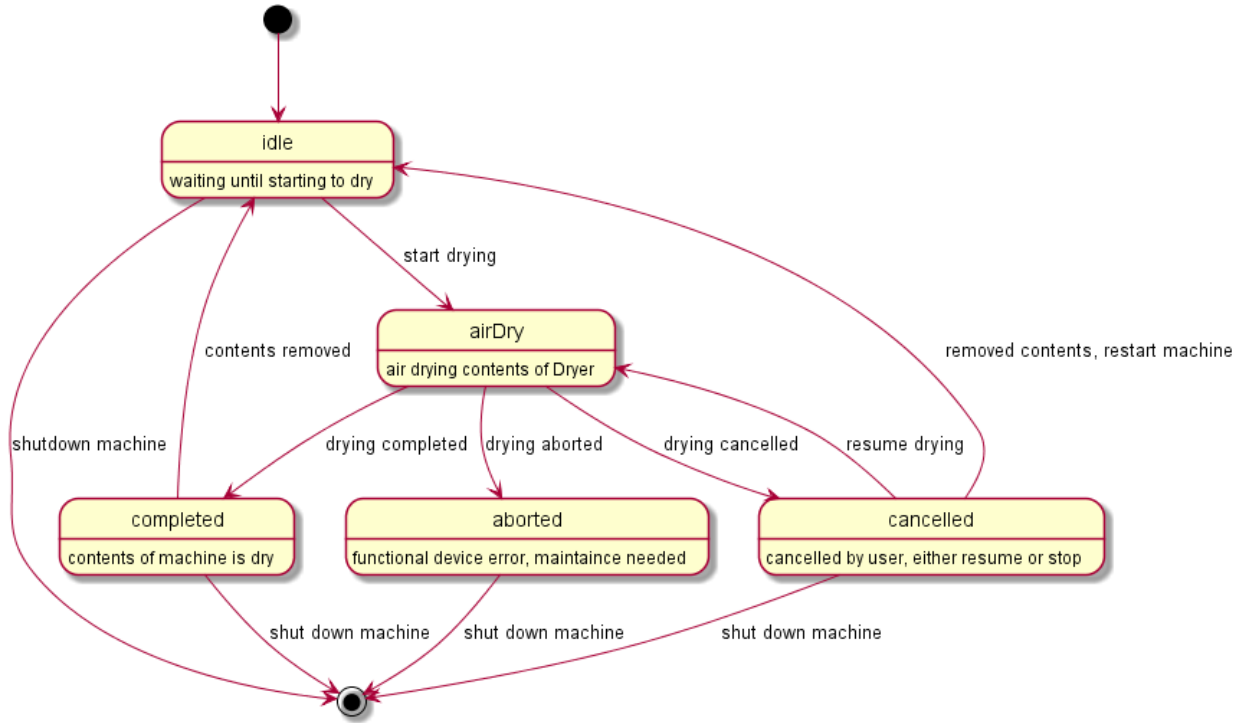 idle
waiting until starting to dry
start drying
airDry
air drying contents of Dryer
contents removed
removed contents, restart machine
shutdown machine
drying completed
drying aborted
drying cancelled
resume drying
completed
contents of machine is dry
aborted
functional device error, maintaince needed
cancelled
cancelled by user, either resume or stop
shut down machine
shut down machine
shut down machine